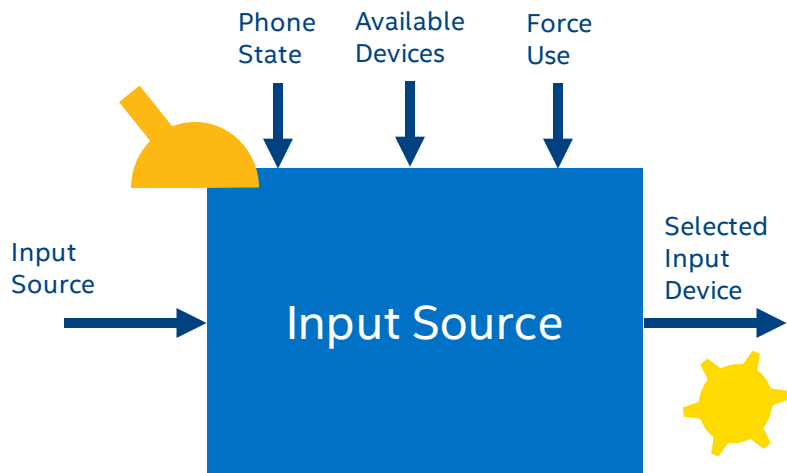 Phone
State
Available
Devices
Force
Use
Input
Source
Input Source
Selected
Input
Device